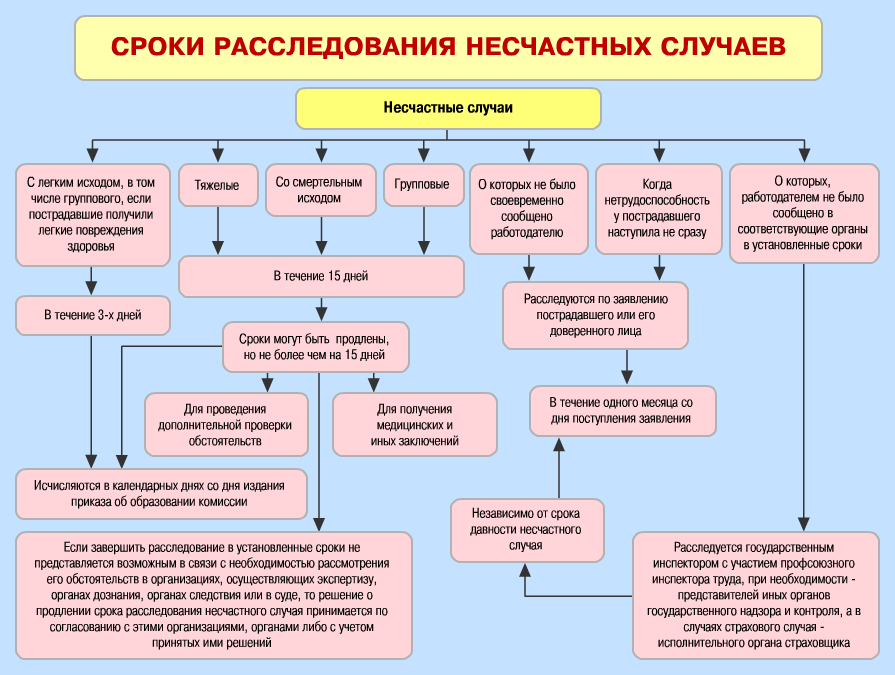 СРОКИ РАССЛЕДОВАНИЯ НЕСЧАСТНЫХ СЛУЧАЕВ
Несчастные случаи
С легким исходом, в том
числе группового, если
пострадавшие получили
легкие повреждения
здоровья
Тяжелые
Со смертельным
исходом
Групповые
О которых не было
своевременно
сообщено
работодателю
Когда
нетрудоспособность
у пострадавшего
наступила не сразу
О которых,
работодателем не было
сообщено в
соответствующие органы
в установленные сроки
В течение 3-х дней
В течение 15 дней
Расследуются по заявлению
пострадавшего или его
доверенного лица
Сроки могут быть продлены,
но не более чем на 15 дней
Для проведения
дополнительной проверки
обстоятельств
Для получения
медицинских и
иных заключений
В течение одного месяца со
дня поступления заявления
Исчисляются в календарных днях со дня издания
приказа об образовании комиссии
Независимо от срока
давности несчастного
случая
Если завершить расследование в установленные сроки не
представляется возможным в связи с необходимостью рассмотрения
его обстоятельств в организациях, осуществляющих экспертизу,
органах дознания, органах следствия или в суде, то решение о
продлении срока расследования несчастного случая принимается по
согласованию с этими организациями, органами либо с учетом
принятых ими решений
Расследуется государственным
инспектором с участием профсоюзного
инспектора труда, при необходимости -
представителей иных органов
государственного надзора и контроля, а в
случаях страхового случая -
исполнительного органа страховщика